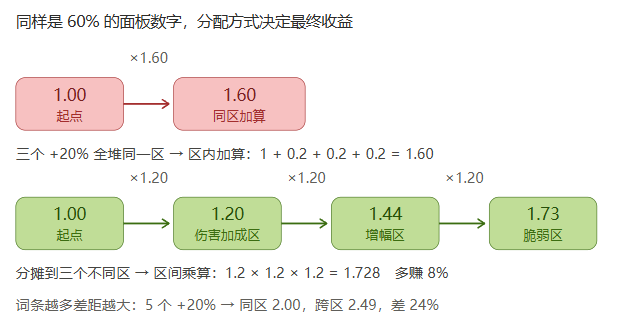 同样是 60% 的面板数字，分配方式决定最终收益
×1.60
1.00
起点
1.60
同区加算
三个 +20% 全堆同一区 → 区内加算：1 + 0.2 + 0.2 + 0.2 = 1.60
×1.20
×1.20
×1.20
1.00
起点
1.20
伤害加成区
1.44
增幅区
1.73
脆弱区
分摊到三个不同区 → 区间乘算：1.2 × 1.2 × 1.2 = 1.728 多赚 8%
词条越多差距越大：5 个 +20% → 同区 2.00，跨区 2.49，差 24%